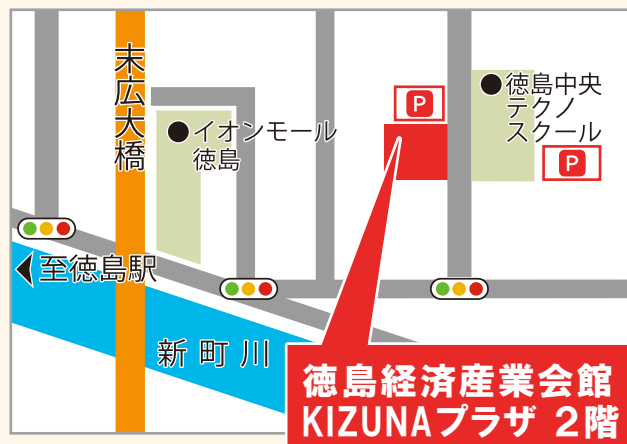 末広大橋
イオンモール
徳島
P
徳島中央
テクノ
スクール
P
至徳島駅
新町川
徳島経済産業会館
KIZUNAプラザ 2階